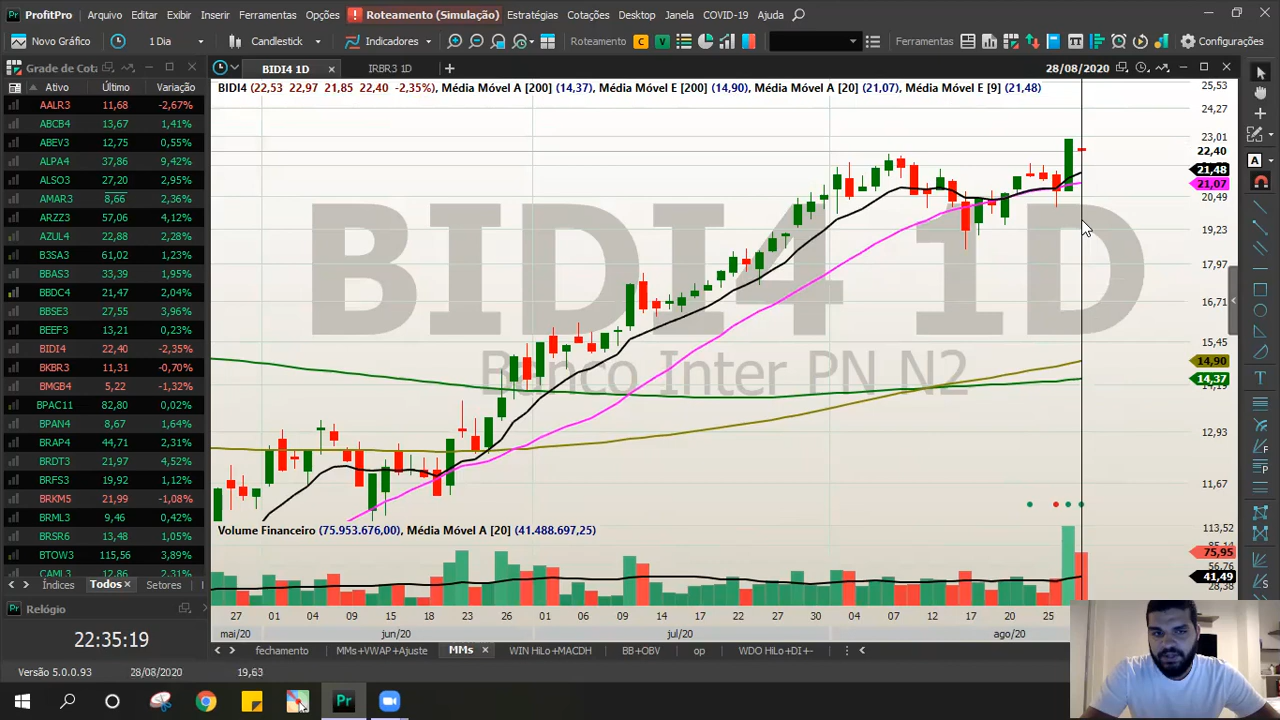 ProfitPro Arquivo Editar Exibir Inserir Ferramentas Opções ! Roteamento (Simulação) Estratégias Cotações Desktop Janela COVID-19 Ajuda
Novo Gráfico 1 Dia Candlestick Indicadores Roteamento C V Ferramentas Configurações
Grade de Cota BIDI4 1D IRBR3 1D 28/08/2020
Ativo Último Variação
BIDI4 (22,53 22,97 21,85 22,40 -2,35%), Média Móvel A [200] (14,37), Média Móvel E [200] (14,90), Média Móvel A [20] (21,07), Média Móvel E [9] (21,48)
AALR3 11,68 -2,67%
ABCB4 13,67 1,41%
ABEV3 12,75 0,55%
ALPA4 37,86 9,42%
ALSO3 27,20 2,95%
AMAR3 8,66 2,36%
ARZZ3 57,06 4,12%
AZUL4 22,88 2,28%
B3SA3 61,02 1,23%
BBAS3 33,39 1,95%
BBDC4 21,47 2,04%
BBSE3 27,55 3,96%
BEEF3 13,21 0,23%
BIDI4 22,40 -2,35%
BKBR3 11,31 -0,70%
BMGB4 5,22 -1,32%
BPAC11 82,80 0,02%
BPAN4 8,67 1,64%
BRAP4 44,71 2,31%
BRDT3 21,97 4,52%
BRFS3 19,92 1,12%
BRKM5 21,99 -1,08%
BRML3 9,46 0,42%
BRSR6 13,48 1,05%
BTOW3 115,56 3,89%
CAML3 12,86 2,31%
BIDI4 1D
Banco Inter PN N2
25,53
24,27
23,01
22,40
21,48
21,07
20,49
19,23
17,97
16,71
15,45
14,90
14,37
12,93
11,67
Volume Financeiro (75.953.676,00), Média Móvel A [20] (41.488.697,25)
113,52
75,95
56,76
41,49
28,38
27 01 04 09 15 18 23 26 01 06 09 14 17 22 27 30 04 07 12 17 20 25
mai/20 jun/20 jul/20 ago/20
Índices Todos Setores
Relógio
22:35:19
fechamento MMs+VWAP+Ajuste MMs WIN HiLo+MACDH BB+OBV op WDO HiLo+DI+-
Versão 5.0.0.93 28/08/2020 19,63
Pr